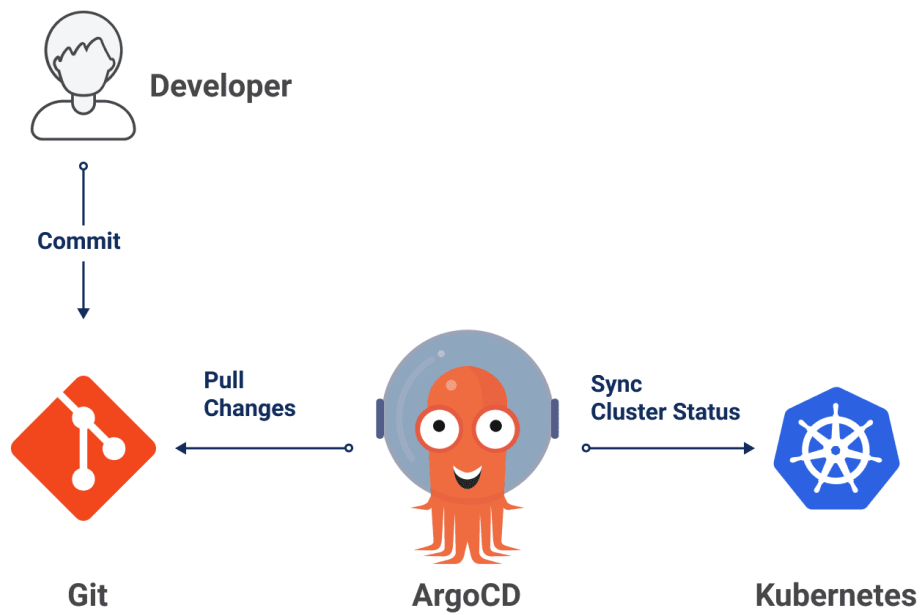 Developer
Commit
Pull
Changes
Sync
Cluster Status
Git
ArgoCD
Kubernetes